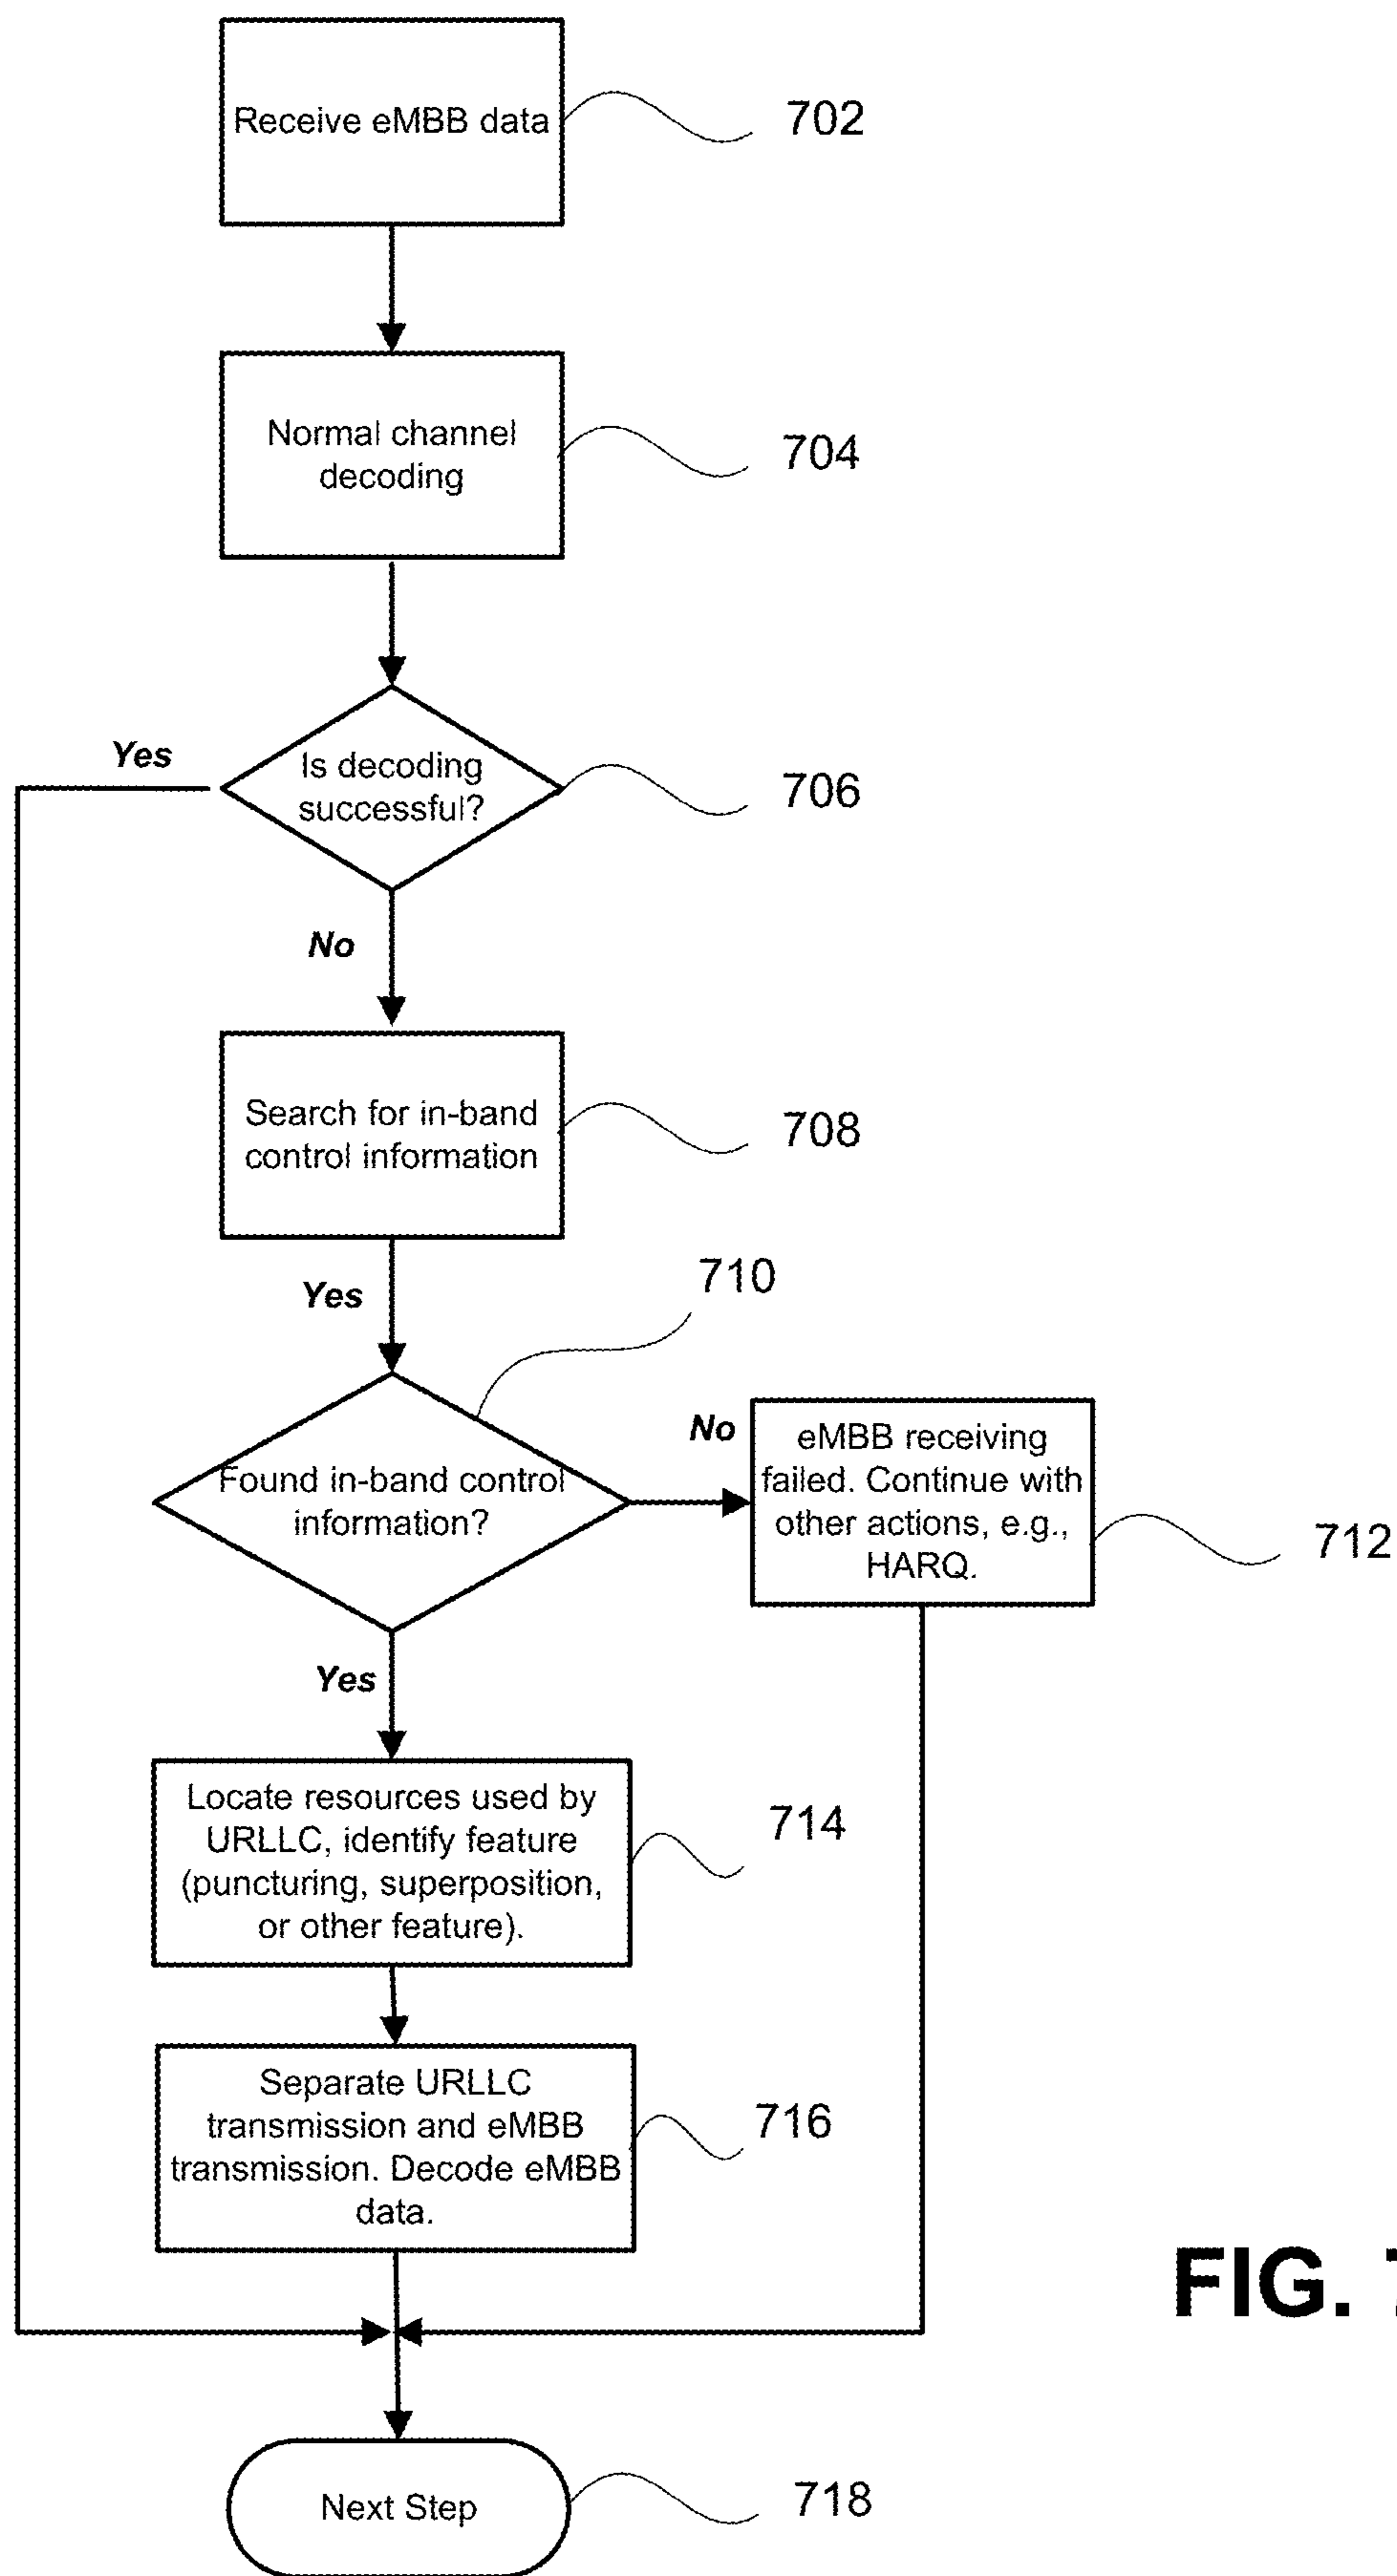 Receive eMBB data
702
Normal channel
decoding
704
Yes
Is decoding
successful?
706
No
Search for in-band
control information
708
Yes
710
Found in-band control
information?
No
eMBB receiving
failed. Continue with
other actions, e.g.,
HARQ.
712
Yes
Locate resources used by
URLLC, identify feature
(puncturing, superposition,
or other feature).
714
Separate URLLC
transmission and eMBB
transmission. Decode eMBB
data.
716
FIG.
Next Step
718